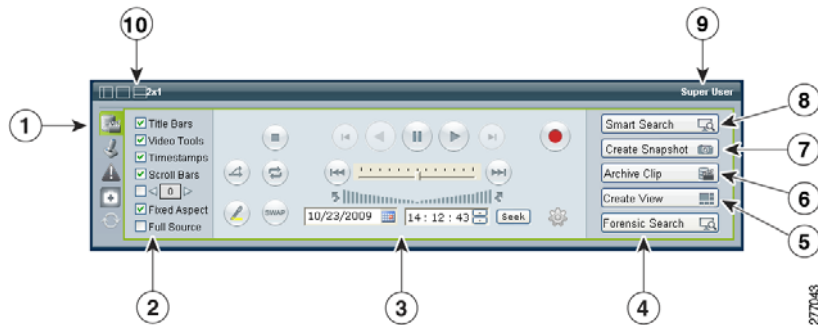 10
9
2x1
Super User
1
Title Bars
Video Tools
Timestamps
Scroll Bars
0
Fixed Aspect
Full Source
SWAP
10/23/2009
14: 12: 43
Seek
Smart Search
Create Snapshot
Archive Clip
Create View
Forensic Search
8
7
6
5
2
3
4
277043